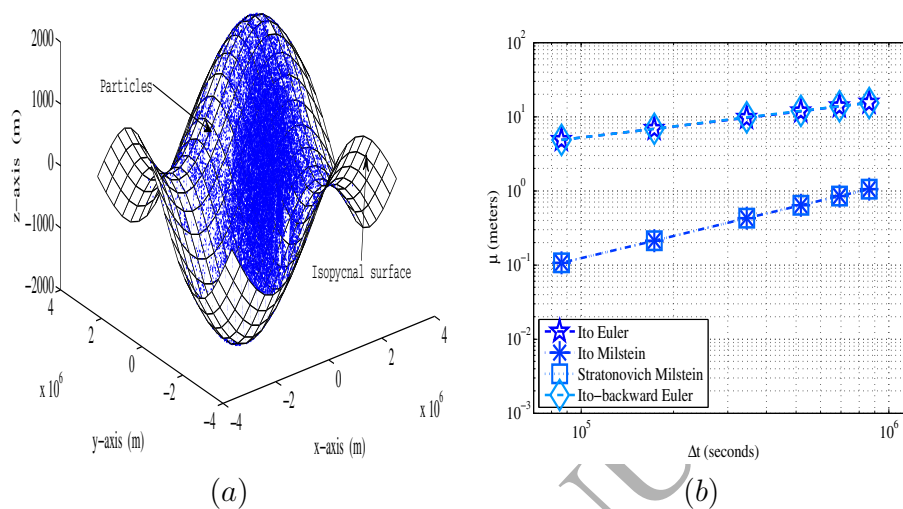 2000
1000
0
−1000
−2000
z−axis (m)
Particles
Isopycnal surface
4
2
0
−2
−4
x 10^6
y−axis (m)
−4
−2
0
2
4
x 10^6
x−axis (m)
(a)
10^2
10^1
10^0
10^−1
10^−2
10^−3
μ (meters)
Ito Euler
Ito Milstein
Stratonovich Milstein
Ito−backward Euler
10^5
10^6
Δt (seconds)
(b)